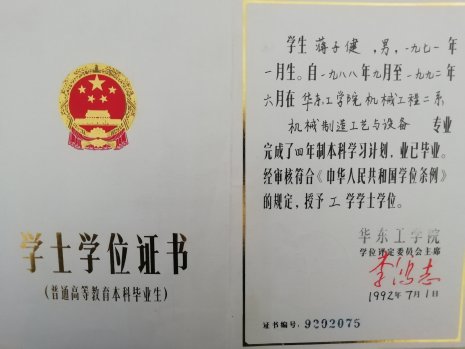 学士学位证书
(普通高等教育本科毕业生)
学生 蒋子健 ,男,一九七一年
一月生。自一九八八年九月至一九九二年
六月在 华东工学院 机械工程二系
机械制造工艺与设备 专业
完成了四年制本科学习计划,业已毕业。
经审核符合《中华人民共和国学位条例》
的规定,授予 工 学学士学位。
华东工学院
学位评定委员会主席
李鸿志
1992年7月1日
证书编号:9202075